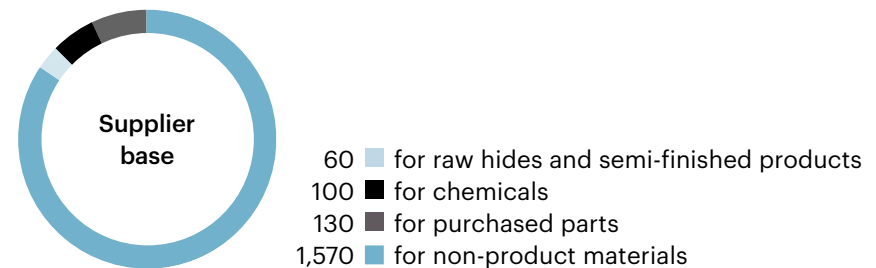 Supplier
base
60 for raw hides and semi-finished products
100 for chemicals
130 for purchased parts
1,570 for non-product materials